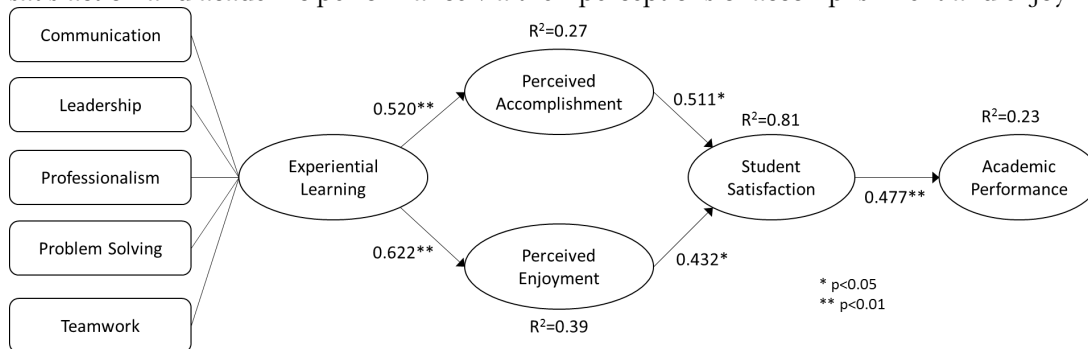 Communication
Leadership
Professionalism
Problem Solving
Teamwork
Experiential
Learning
0.520**
0.622**
R²=0.27
Perceived
Accomplishment
Perceived
Enjoyment
R²=0.39
0.511*
0.432*
R²=0.81
Student
Satisfaction
0.477**
R²=0.23
Academic
Performance
* p<0.05
** p<0.01